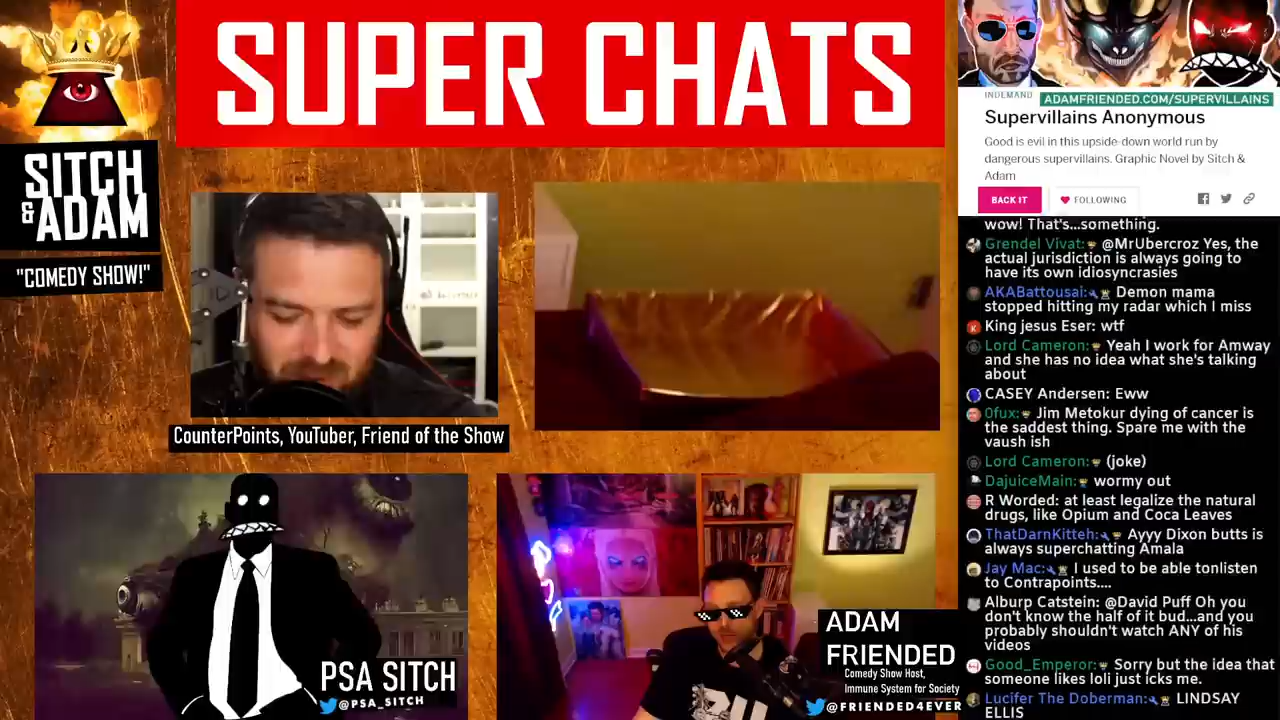 SUPER CHATS
SITCH
& ADAM
"COMEDY SHOW!"
CounterPoints, YouTuber, Friend of the Show
PSA SITCH
@PSA_SITCH
ADAM
FRIENDED
Comedy Show Host,
Immune System for Society
@FRIENDED4EVER
INDEMAND
ADAMFRIENDED.COM/SUPERVILLAINS
Supervillains Anonymous
Good is evil in this upside-down world run by
dangerous supervillains. Graphic Novel by Sitch &
Adam
BACK IT
FOLLOWING
wow! That's...something.
Grendel Vivat: @MrUbercroz Yes, the
actual jurisdiction is always going to
have its own idiosyncrasies
AKABattousai: Demon mama
stopped hitting my radar which I miss
King jesus Eser: wtf
Lord Cameron: Yeah I work for Amway
and she has no idea what she's talking
about
CASEY Andersen: Eww
0fux: Jim Metokur dying of cancer is
the saddest thing. Spare me with the
vaush ish
Lord Cameron: (joke)
DajuiceMain: wormy out
R Worded: at least legalize the natural
drugs, like Opium and Coca Leaves
ThatDarnKitteh: Ayyy Dixon butts is
always superchatting Amala
Jay Mac: I used to be able tonlisten
to Contrapoints....
Alburp Catstein: @David Puff Oh you
don't know the half of it bud...and you
probably shouldn't watch ANY of his
videos
Good_Emperor: Sorry but the idea that
someone likes loli just icks me.
Lucifer The Doberman: LINDSAY
ELLIS